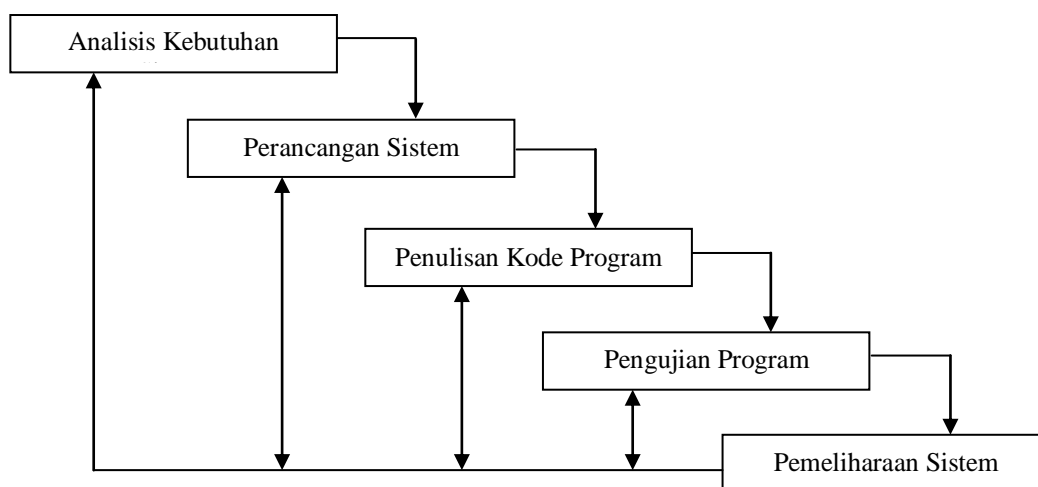 Analisis Kebutuhan
Perancangan Sistem
Penulisan Kode Program
Pengujian Program
Pemeliharaan Sistem